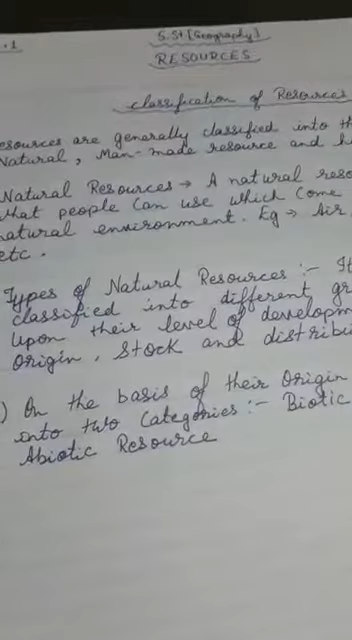 .1
S.St [Geography]
RESOURCES
Classification of Resources
esources are generally classified into th
Natural, Man-made resource and h
Natural Resources → A natural reso
that people can use which come
natural environment. Eg → Air,
etc.
Types of Natural Resources :- It
classified into different gr
upon their level of developm
Origin, Stock and distribu
) On the basis of their Origin
into two Categories :- Biotic
Abiotic Resource